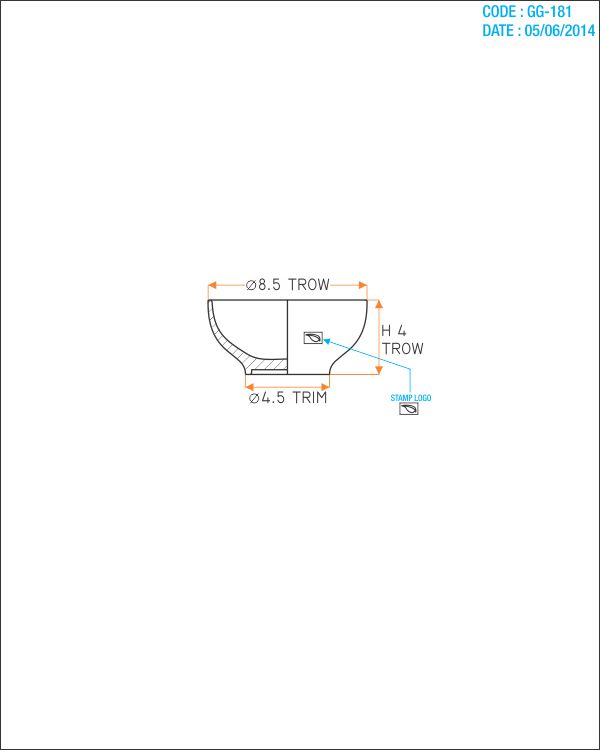 CODE : GG-181
DATE : 05/06/2014
⌀8.5 TROW
H 4
TROW
⌀4.5 TRIM
STAMP LOGO